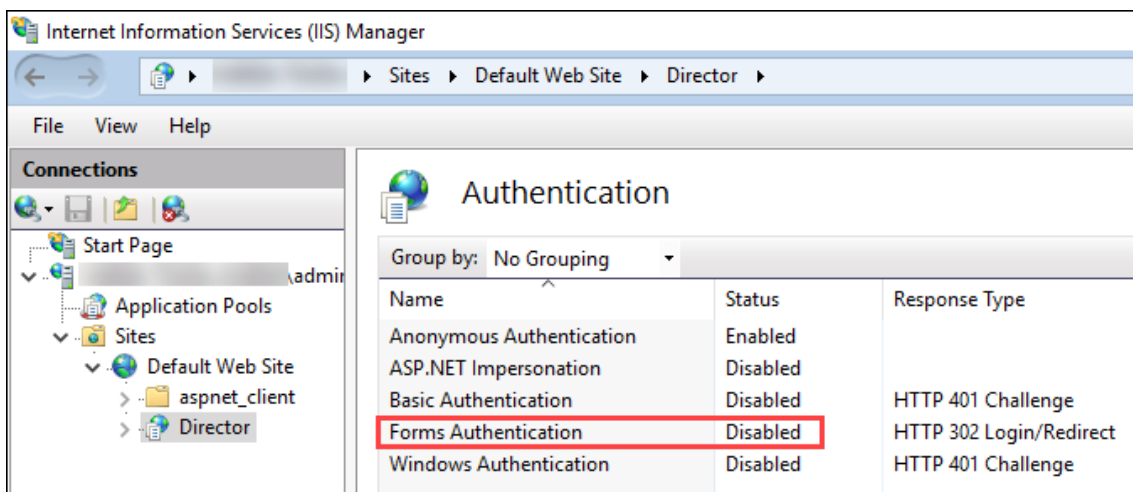 Internet Information Services (IIS) Manager
Sites Default Web Site Director
File View Help
Connections
Start Page
\admin
Application Pools
Sites
Default Web Site
aspnet_client
Director
Authentication
Group by: No Grouping
Name Status Response Type
Anonymous Authentication Enabled
ASP.NET Impersonation Disabled
Basic Authentication Disabled HTTP 401 Challenge
Forms Authentication Disabled HTTP 302 Login/Redirect
Windows Authentication Disabled HTTP 401 Challenge